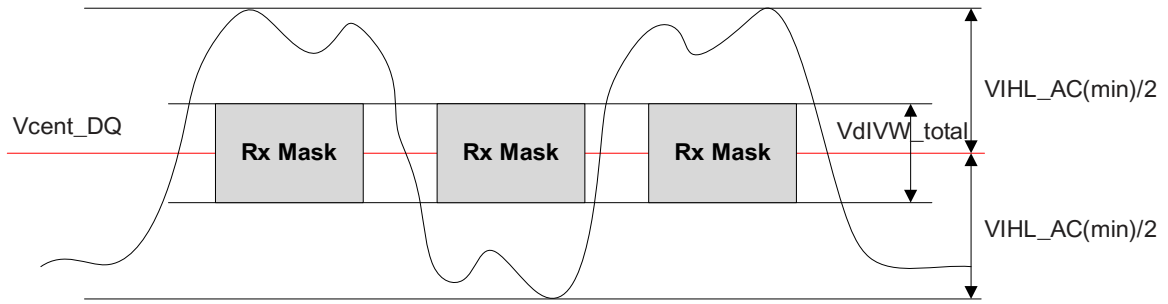 VIHL_AC(min)/2
Vcent_DQ
VdIVW_total
Rx Mask
Rx Mask
Rx Mask
VIHL_AC(min)/2